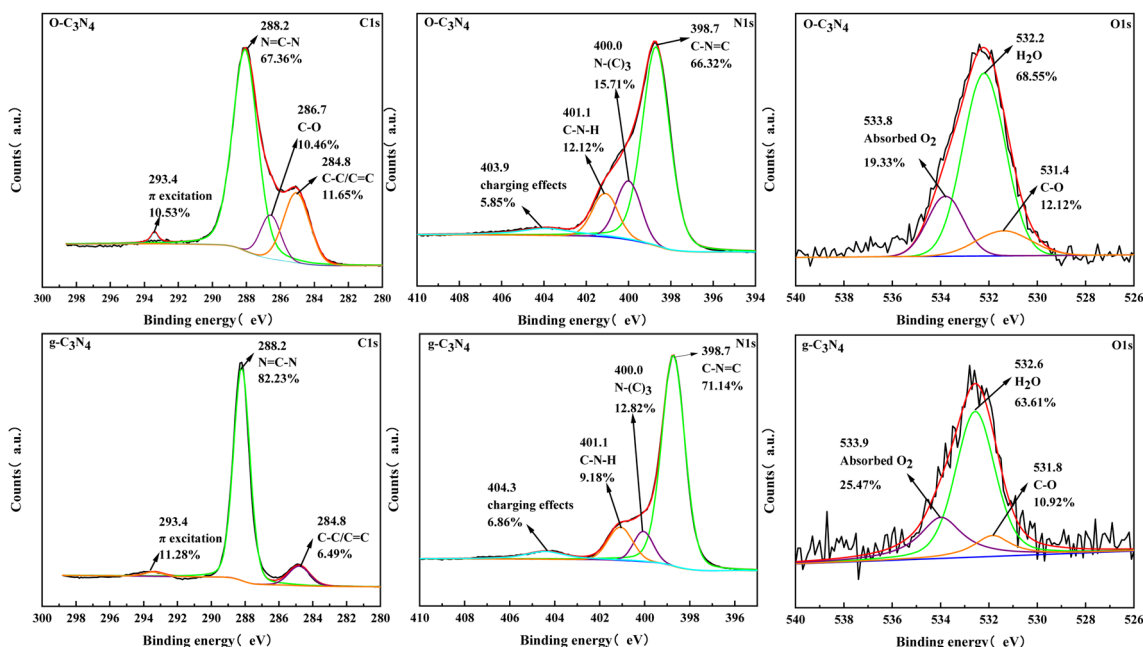 O-C₃N₄
C1s
288.2
N=C-N
67.36%
286.7
C-O
10.46%
284.8
C-C/C=C
11.65%
293.4
π excitation
10.53%
Counts( a.u.)
300 298 296 294 292 290 288 286 284 282 280
Binding energy( eV)
O-C₃N₄
N1s
398.7
C-N=C
66.32%
400.0
N-(C)₃
15.71%
401.1
C-N-H
12.12%
403.9
charging effects
5.85%
Counts( a.u.)
410 408 406 404 402 400 398 396 394
Binding energy( eV)
O-C₃N₄
O1s
532.2
H₂O
68.55%
533.8
Absorbed O₂
19.33%
531.4
C-O
12.12%
Counts( a.u.)
540 538 536 534 532 530 528 526
Binding energy( eV)
g-C₃N₄
C1s
288.2
N=C-N
82.23%
293.4
π excitation
11.28%
284.8
C-C/C=C
6.49%
Counts( a.u.)
300 298 296 294 292 290 288 286 284 282 280
Binding energy( eV)
g-C₃N₄
N1s
398.7
C-N=C
71.14%
400.0
N-(C)₃
12.82%
401.1
C-N-H
9.18%
404.3
charging effects
6.86%
Counts( a.u.)
410 408 406 404 402 400 398 396
Binding energy( eV)
g-C₃N₄
O1s
532.6
H₂O
63.61%
533.9
Absorbed O₂
25.47%
531.8
C-O
10.92%
Counts( a.u.)
540 538 536 534 532 530 528 526
Binding energy( eV)